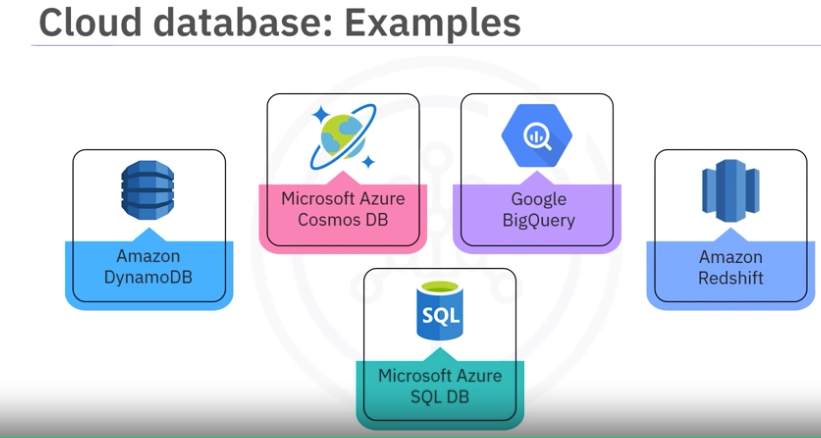 Cloud database: Examples
Amazon
DynamoDB
Microsoft Azure
Cosmos DB
Google
BigQuery
Amazon
Redshift
SQL
Microsoft Azure
SQL DB